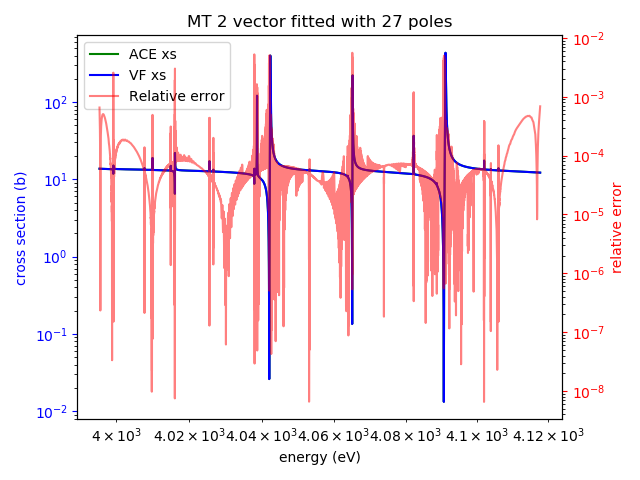 MT 2 vector fitted with 27 poles
ACE xs
VF xs
Relative error
cross section (b)
10²
10¹
10⁰
10⁻¹
10⁻²
relative error
10⁻²
10⁻³
10⁻⁴
10⁻⁵
10⁻⁶
10⁻⁷
10⁻⁸
4 × 10³ 4.02 × 10³ 4.04 × 10³ 4.06 × 10³ 4.08 × 10³ 4.1 × 10³ 4.12 × 10³
energy (eV)